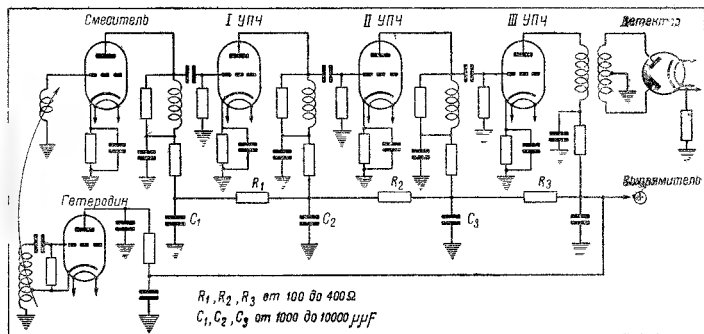 Смеситель
I УПЧ
II УПЧ
III УПЧ
Детектор
R₁
R₂
R₃
Выпрямитель
C₁
C₂
C₃
Гетеродин
R₁, R₂, R₃ от 100 до 400Ω
C₁, C₂, C₃ от 1000 до 10000 μμF